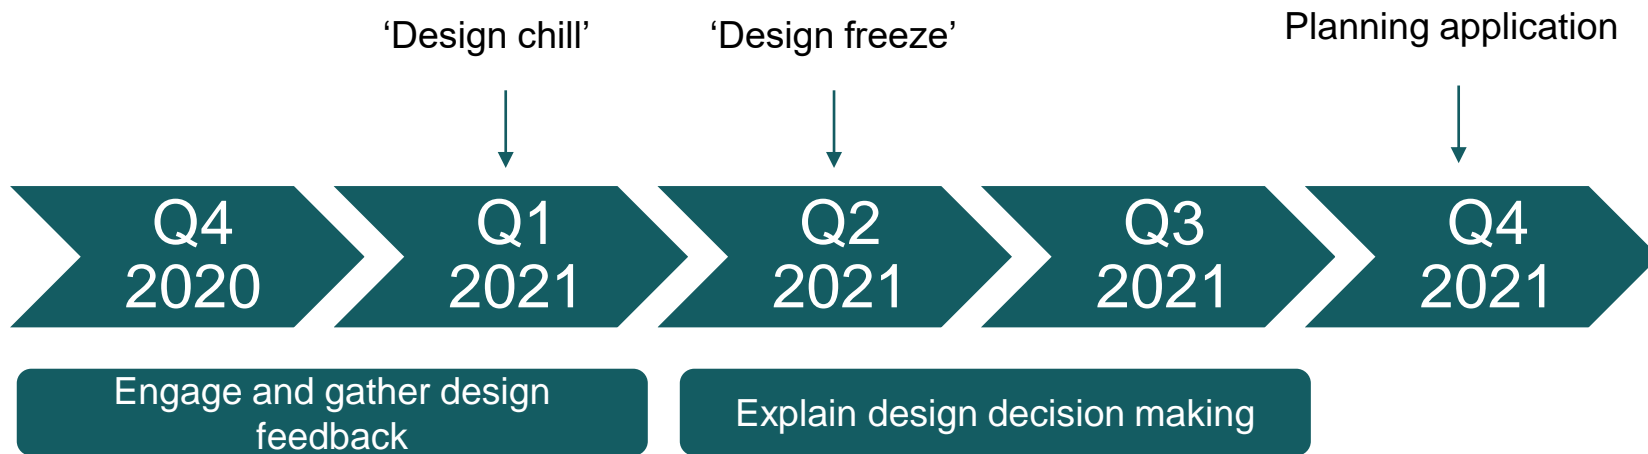 ‘Design chill’
‘Design freeze’
Planning application
Q4
2020
Q1
2021
Q2
2021
Q3
2021
Q4
2021
Engage and gather design
feedback
Explain design decision making